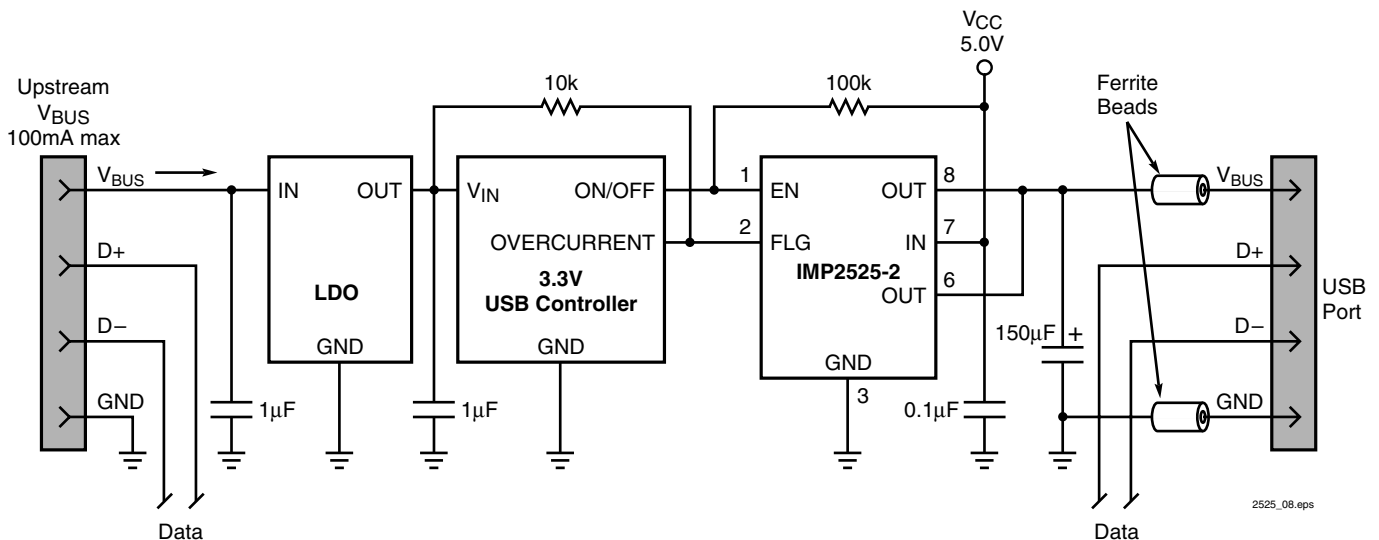 Upstream
VBUS
100mA max
VBUS
D+
D−
GND
Data
1µF
IN
OUT
LDO
GND
1µF
10k
VIN
ON/OFF
OVERCURRENT
3.3V
USB Controller
GND
100k
VCC
5.0V
1
EN
2
FLG
OUT
8
IN
7
IMP2525-2
OUT
6
GND
3
0.1µF
150µF +
Ferrite
Beads
VBUS
D+
D−
GND
USB
Port
Data
2525_08.eps